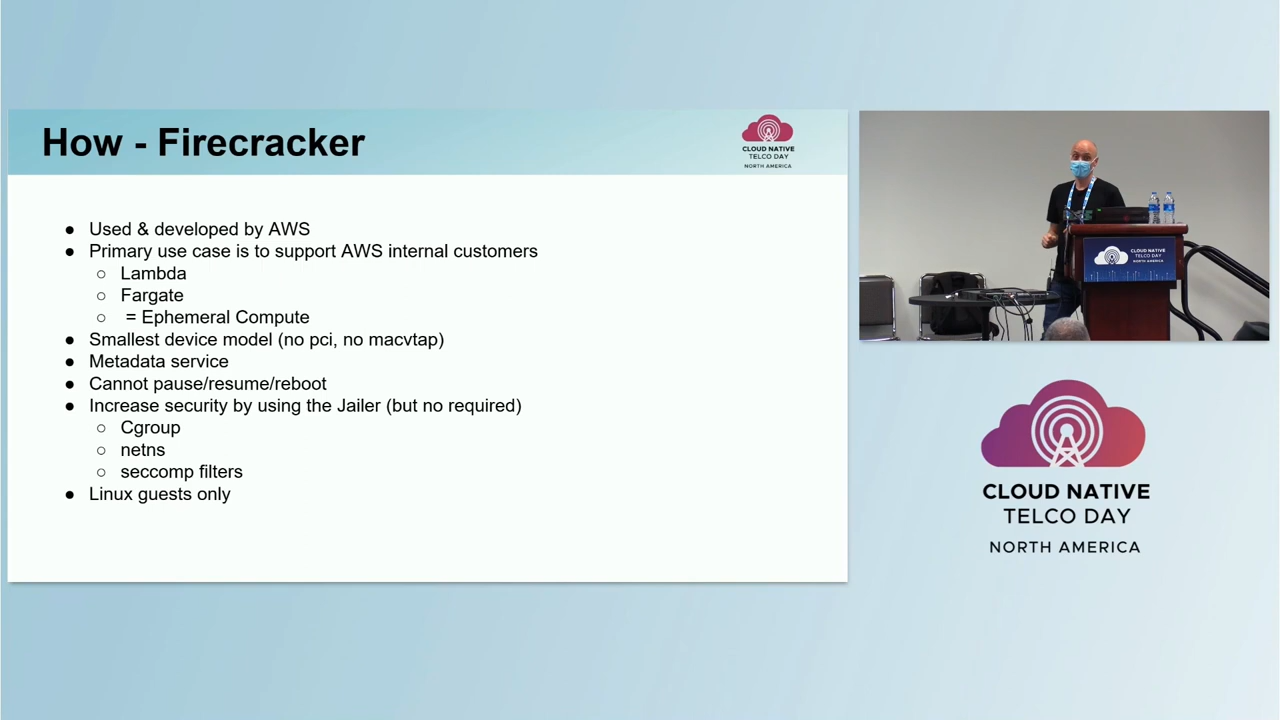 How - Firecracker
CLOUD NATIVE
TELCO DAY
NORTH AMERICA
● Used & developed by AWS
● Primary use case is to support AWS internal customers
○ Lambda
○ Fargate
○ = Ephemeral Compute
● Smallest device model (no pci, no macvtap)
● Metadata service
● Cannot pause/resume/reboot
● Increase security by using the Jailer (but no required)
○ Cgroup
○ netns
○ seccomp filters
● Linux guests only
CLOUD NATIVE
TELCO DAY
NORTH AMERICA
CLOUD NATIVE
TELCO DAY
NORTH AMERICA